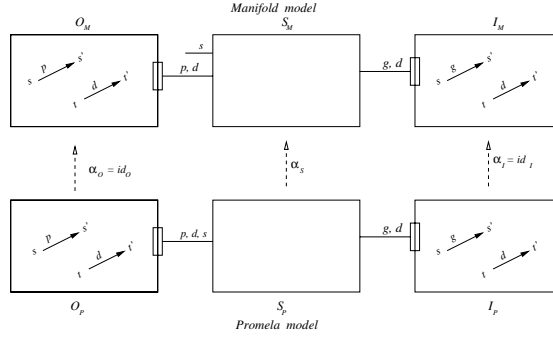 Manifold model
O_M S_M I_M
s
s p s' t d t' p, d g, d s g s' t d t'
α_O = id_O α_S α_I = id_I
s p s' t d t' p, d, s g, d s g s' t d t'
O_P S_P I_P
Promela model